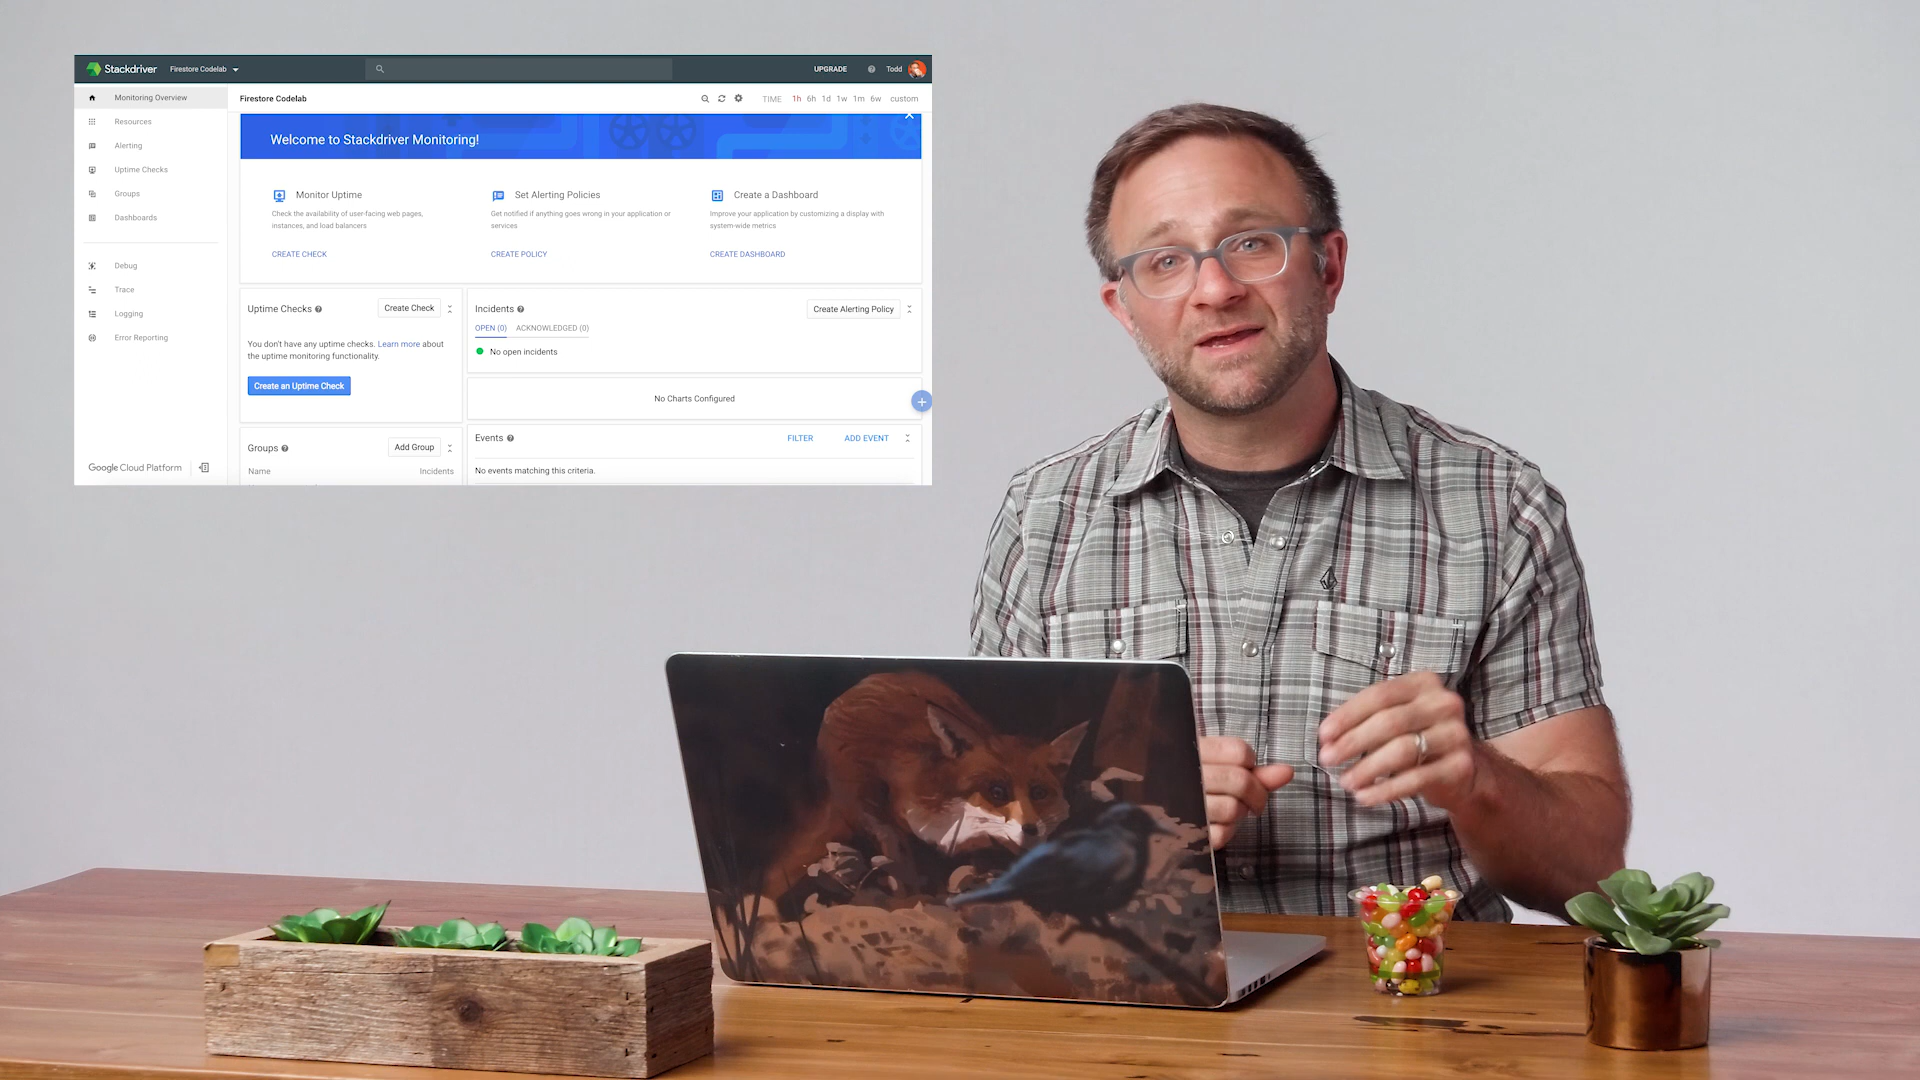 Stackdriver Firestore Codelab UPGRADE Todd
Monitoring Overview
Resources
Alerting
Uptime Checks
Groups
Dashboards
Debug
Trace
Logging
Error Reporting
Google Cloud Platform
Firestore Codelab TIME 1h 6h 1d 1w 1m 6w custom
Welcome to Stackdriver Monitoring!
Monitor Uptime
Check the availability of user-facing web pages,
instances, and load balancers
CREATE CHECK
Set Alerting Policies
Get notified if anything goes wrong in your application or
services
CREATE POLICY
Create a Dashboard
Improve your application by customizing a display with
system-wide metrics
CREATE DASHBOARD
Uptime Checks Create Check
You don't have any uptime checks. Learn more about
the uptime monitoring functionality.
Create an Uptime Check
Groups Add Group
Name Incidents
Incidents Create Alerting Policy
OPEN (0) ACKNOWLEDGED (0)
No open incidents
No Charts Configured
Events FILTER ADD EVENT
No events matching this criteria.